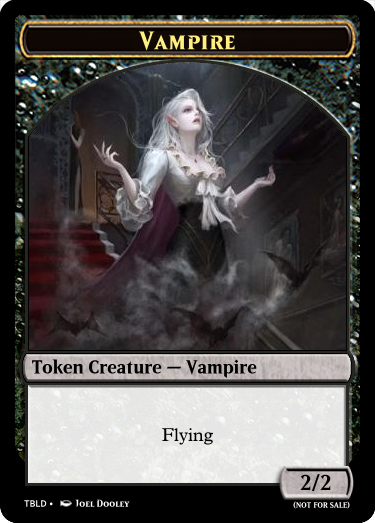 Vampire
Token Creature — Vampire
Flying
2/2
TBLD • Joel Dooley
(NOT FOR SALE)